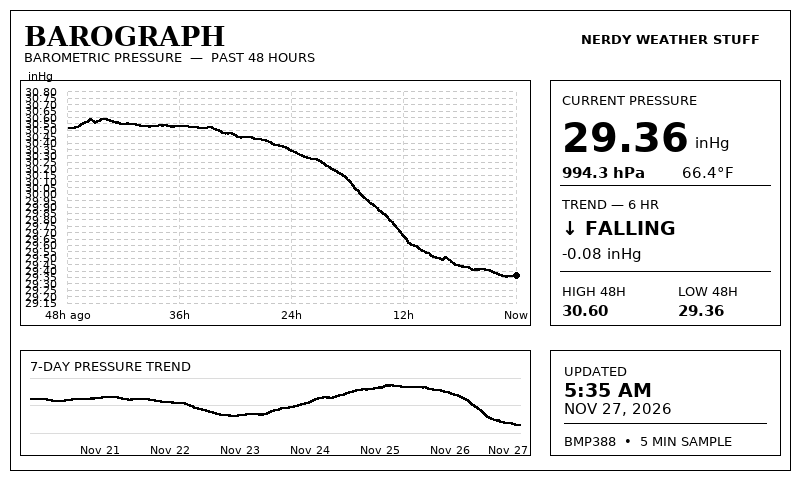 BAROGRAPH
BAROMETRIC PRESSURE — PAST 48 HOURS
NERDY WEATHER STUFF
inHg
30.80
30.75
30.70
30.65
30.60
30.55
30.50
30.45
30.40
30.35
30.30
30.25
30.20
30.15
30.10
30.05
30.00
29.95
29.90
29.85
29.80
29.75
29.70
29.65
29.60
29.55
29.50
29.45
29.40
29.35
29.30
29.25
29.20
29.15
48h ago 36h 24h 12h Now
CURRENT PRESSURE
29.36 inHg
994.3 hPa 66.4°F
TREND — 6 HR
↓ FALLING
-0.08 inHg
HIGH 48H LOW 48H
30.60 29.36
7-DAY PRESSURE TREND
Nov 21 Nov 22 Nov 23 Nov 24 Nov 25 Nov 26 Nov 27
UPDATED
5:35 AM
NOV 27, 2026
BMP388 • 5 MIN SAMPLE